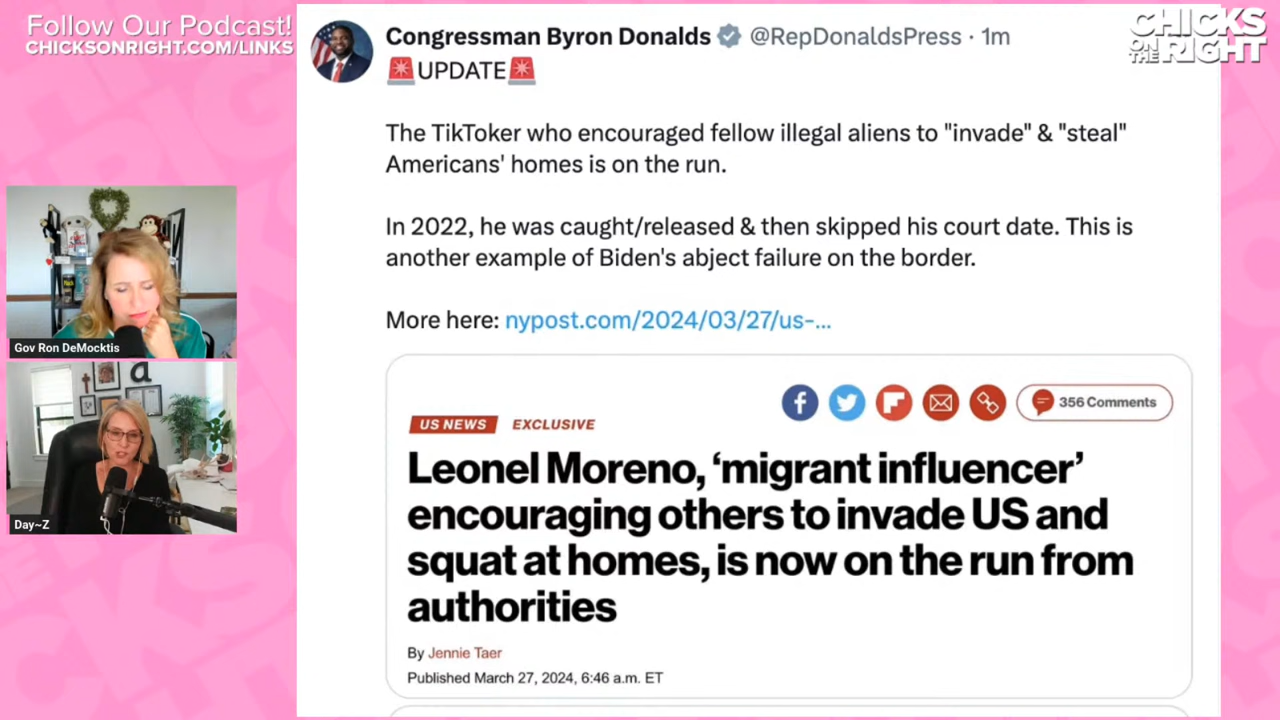 Follow Our Podcast!
CHICKSONRIGHT.COM/LINKS
CHICKS
ON THE RIGHT
Congressman Byron Donalds @RepDonaldsPress · 1m
🚨UPDATE🚨
The TikToker who encouraged fellow illegal aliens to "invade" & "steal"
Americans' homes is on the run.
In 2022, he was caught/released & then skipped his court date. This is
another example of Biden's abject failure on the border.
More here: nypost.com/2024/03/27/us-...
356 Comments
US NEWS EXCLUSIVE
Leonel Moreno, ‘migrant influencer’
encouraging others to invade US and
squat at homes, is now on the run from
authorities
By Jennie Taer
Published March 27, 2024, 6:46 a.m. ET
Gov Ron DeMocktis
a
Day~Z